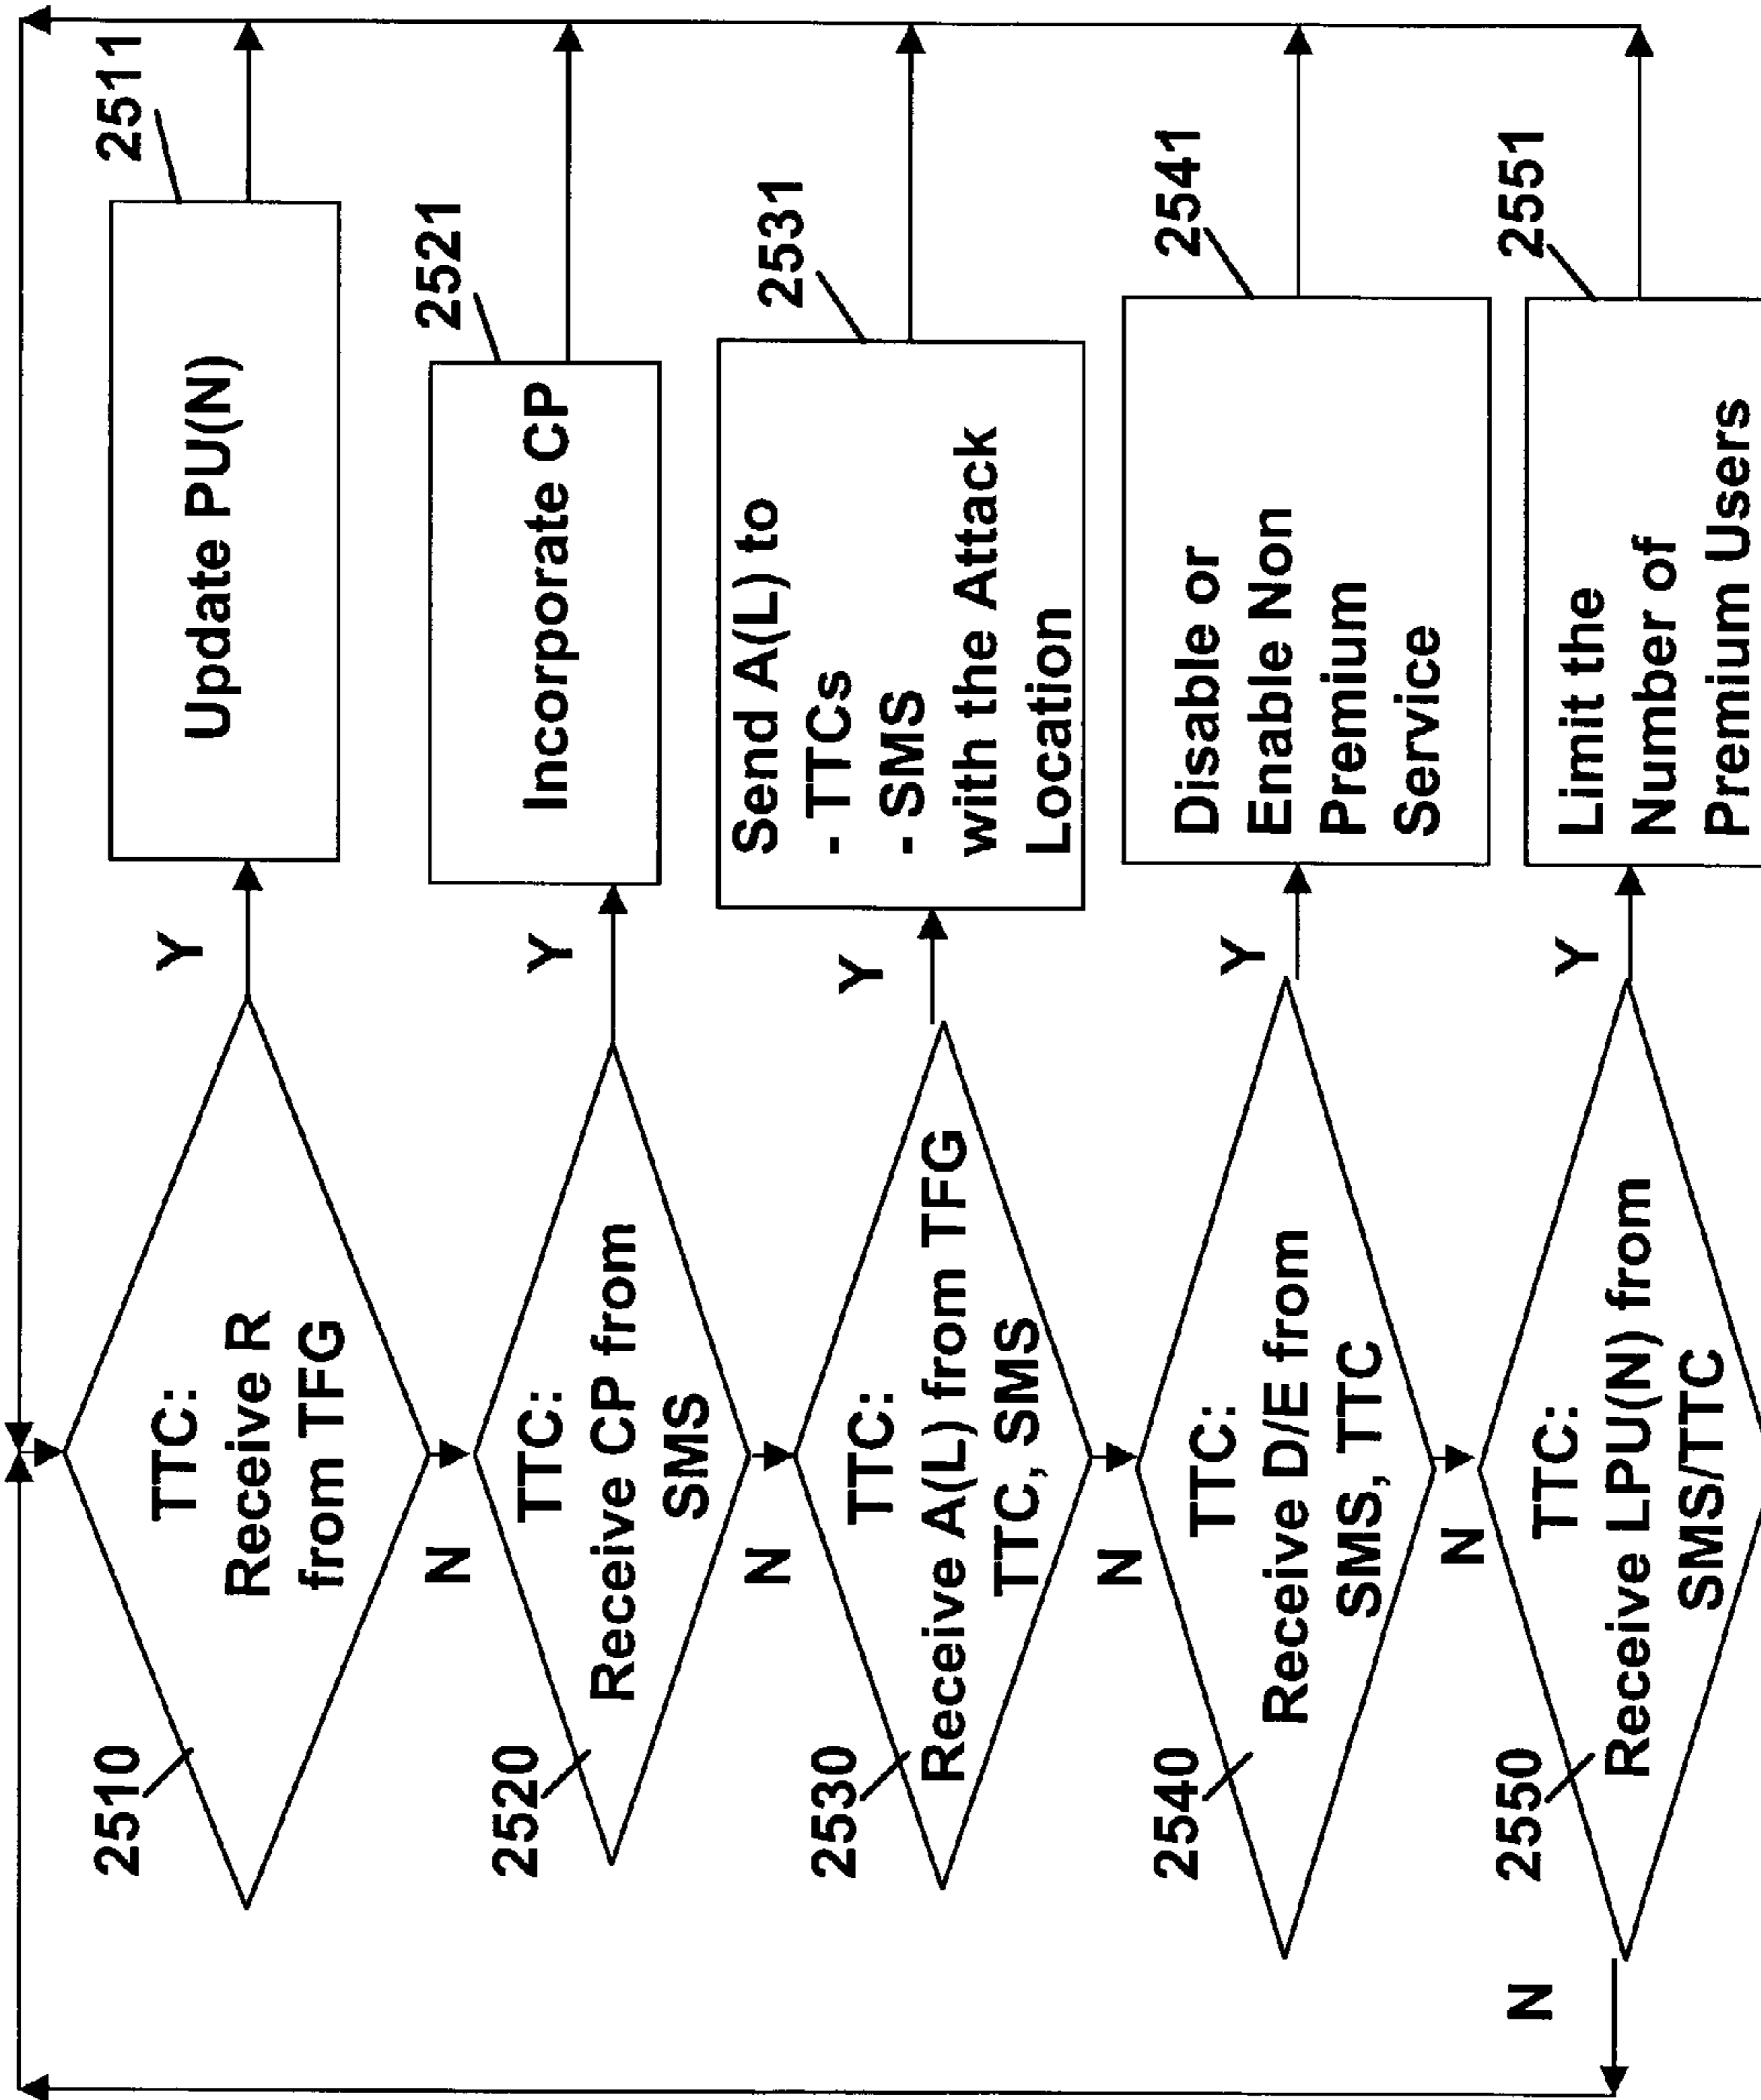 2510
TTC:
Receive R
from TFG
Y
Update PU(N)
2511
N
2520
TTC:
Receive CP from
SMS
Y
Incorporate CP
2521
N
2530
TTC:
Receive A(L) from TFG
TTC, SMS
Y
Send A(L) to
- TTCs
- SMS
with the Attack
Location
2531
N
2540
TTC:
Receive D/E from
SMS, TTC
Y
Disable or
Enable Non
Premium
Service
2541
N
2550
TTC:
Receive LPU(N) from
SMS/TTC
Y
Limit the
Number of
Premium Users
2551
N